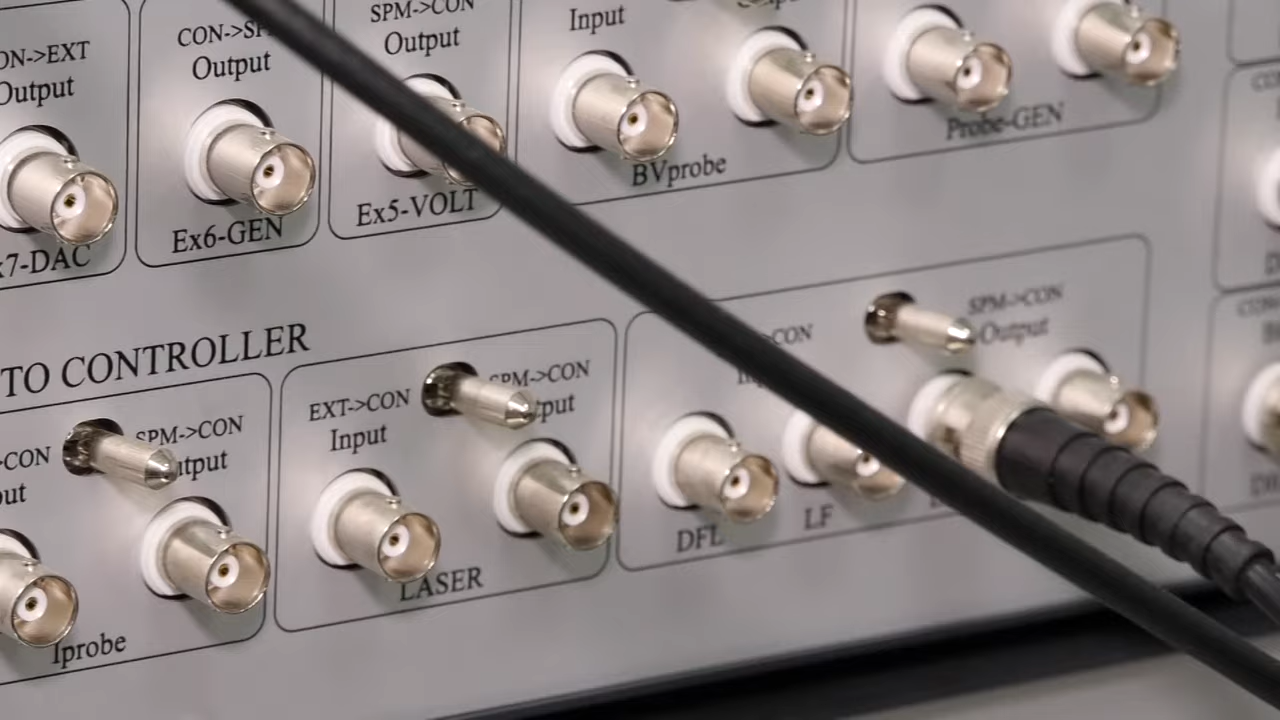 ON->EXT
Output
x7-DAC
CON->SP
Output
Ex6-GEN
SPM->CON
Output
Ex5-VOLT
Input
BVprobe
Probe-GEN
TO CONTROLLER
CON
SPM->CON
utput
Iprobe
EXT->CON
Input
SPM->CON
tput
LASER
CON
SPM->CON
Output
DFL
LF